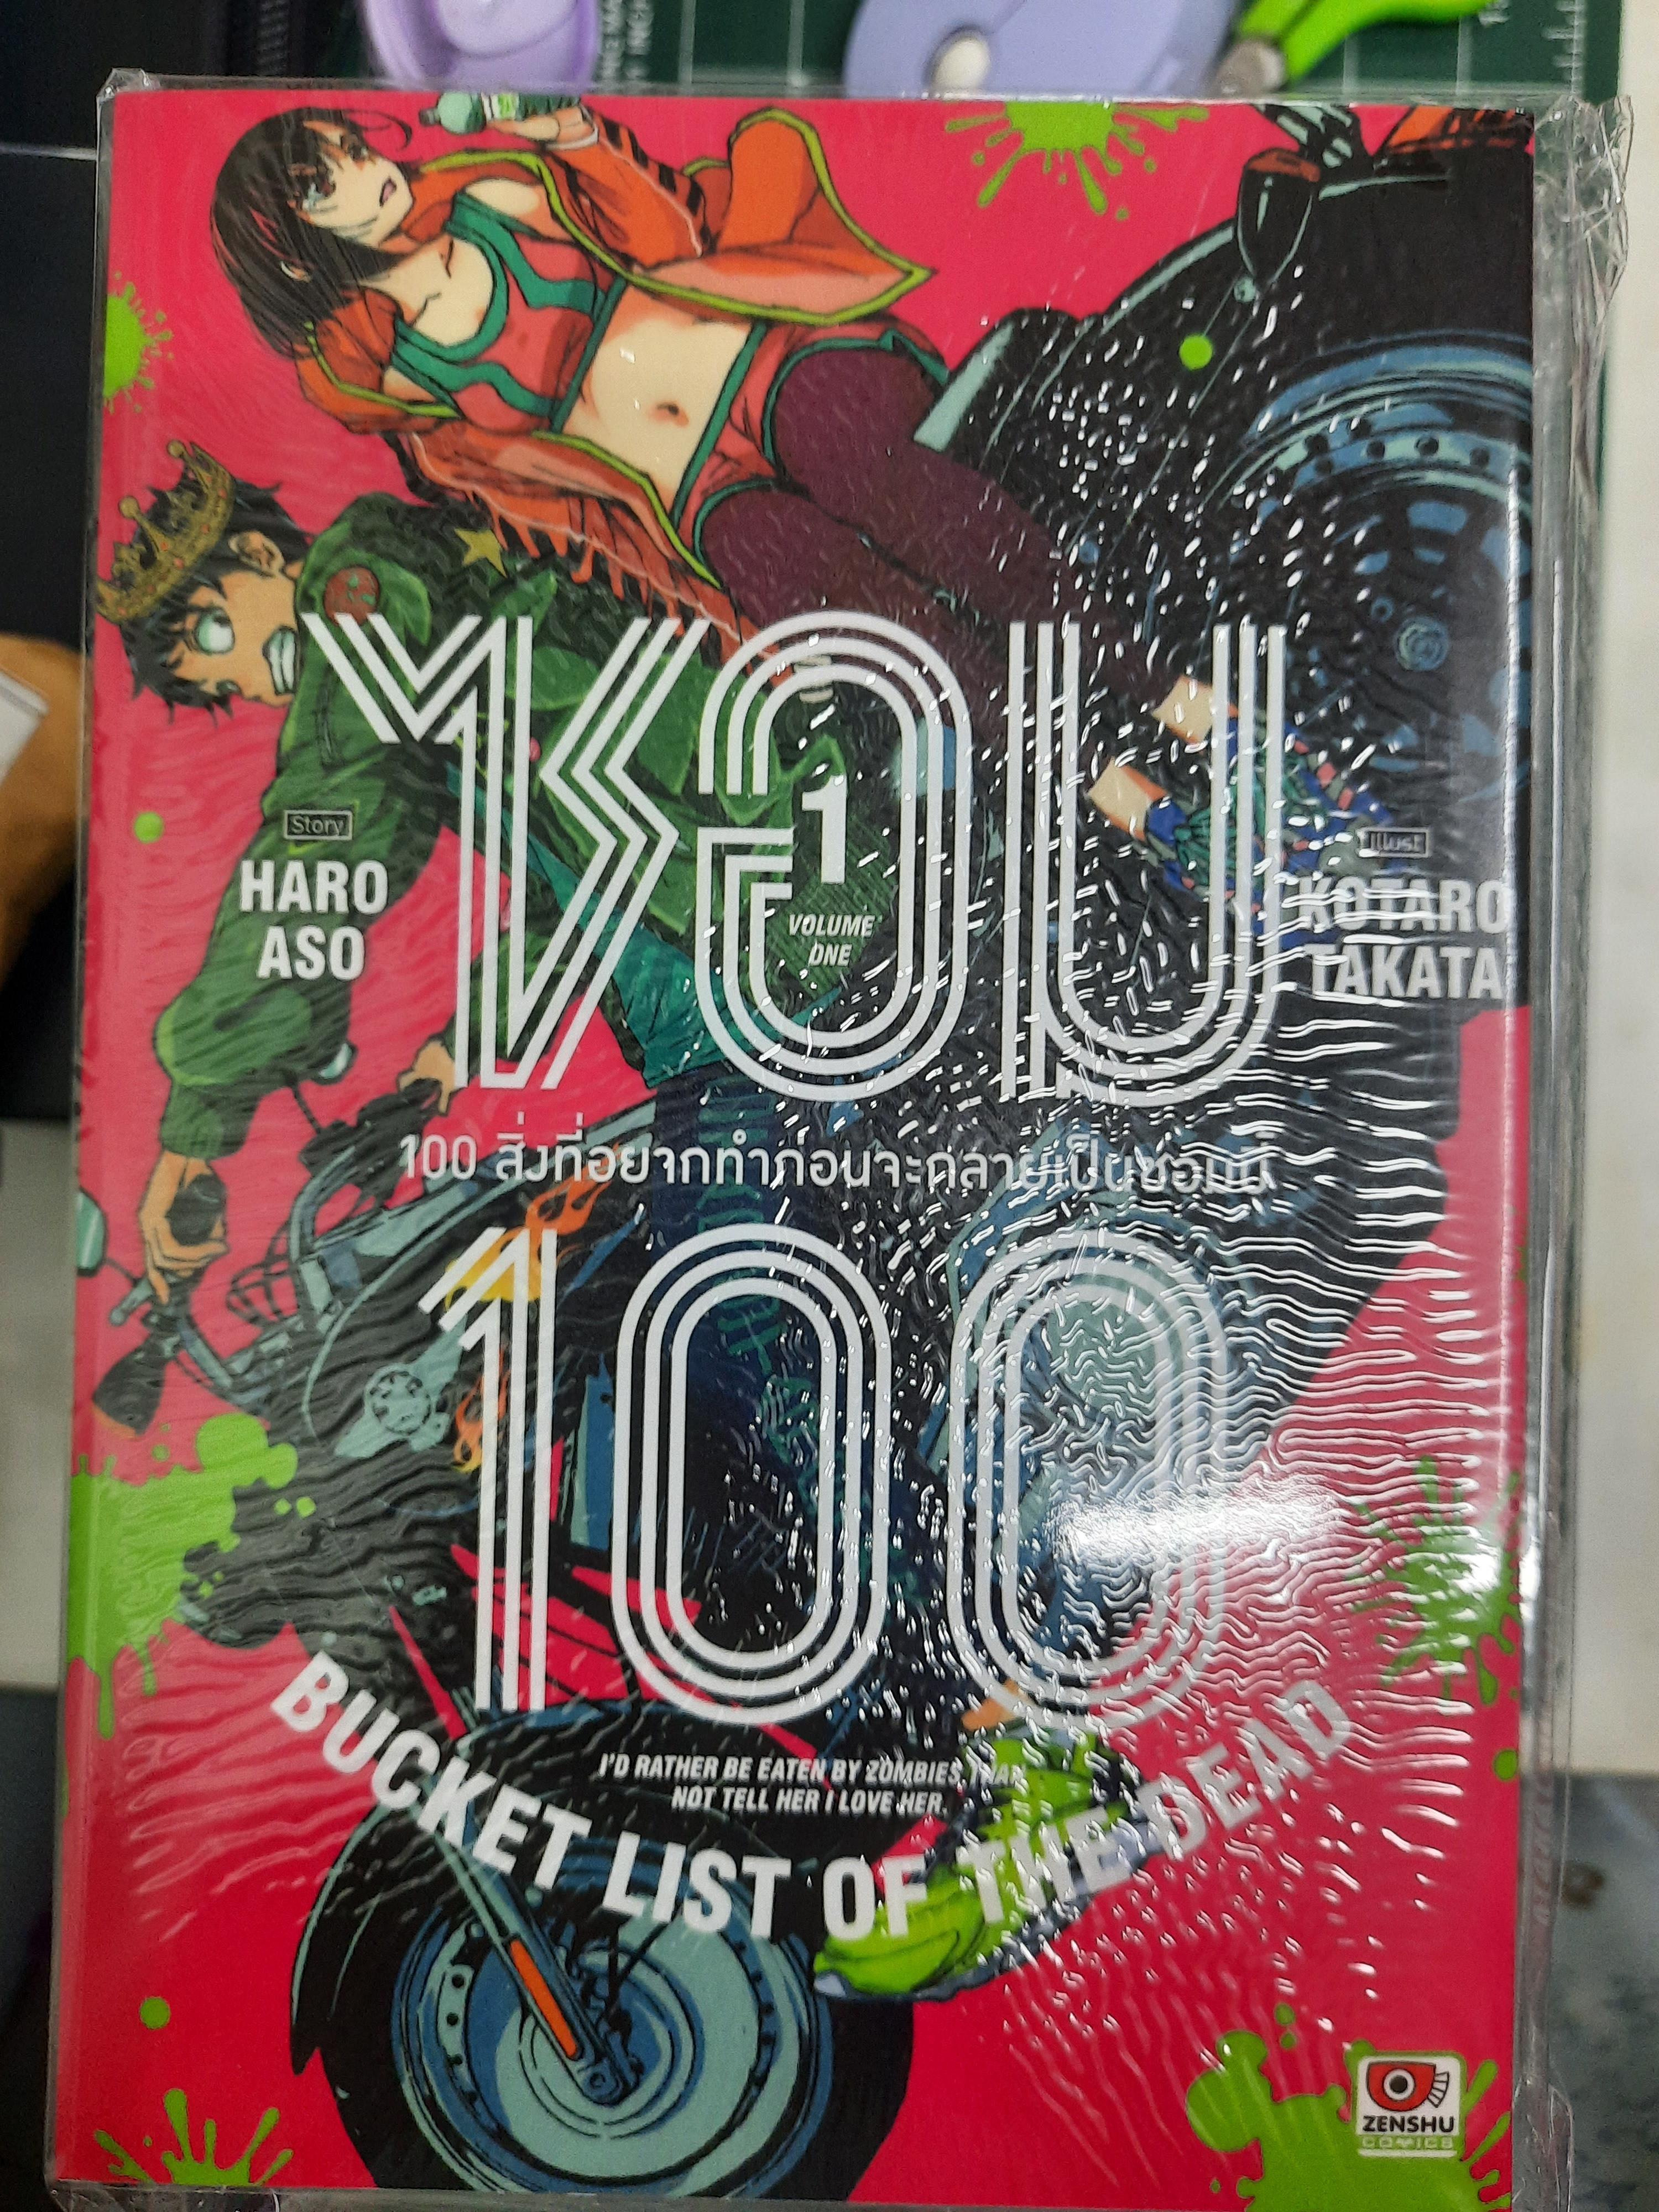 ซอม
1
VOLUME
ONE
Story
HARO
ASO
Illust
KOTARO
TAKATA
100 สิ่งที่อยากทำก่อนจะกลายเป็นซอมบี้
100
I'D RATHER BE EATEN BY ZOMBIES THAN
NOT TELL HER I LOVE HER.
BUCKET LIST OF THE DEAD
ZENSHU
COMICS